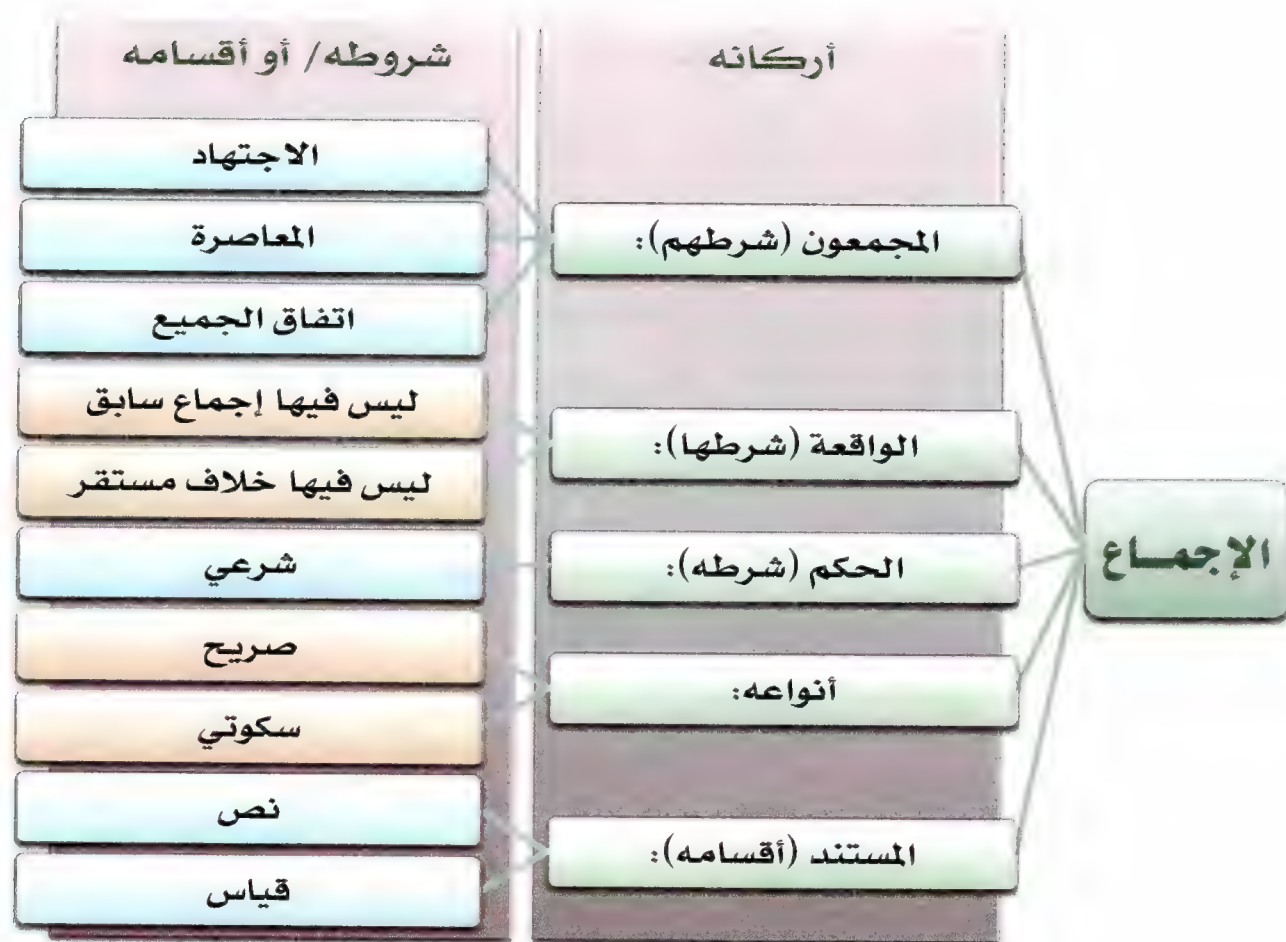 الإجمـاع
أركانه
المجمعون (شرطهم):
الواقعة (شرطها):
الحكم (شرطه):
أنواعه:
المستند (أقسامه):
شروطه/ أو أقسامه
الاجتهاد
المعاصرة
اتفاق الجميع
ليس فيها إجماع سابق
ليس فيها خلاف مستقر
شرعي
صريح
سكوتي
نص
قياس